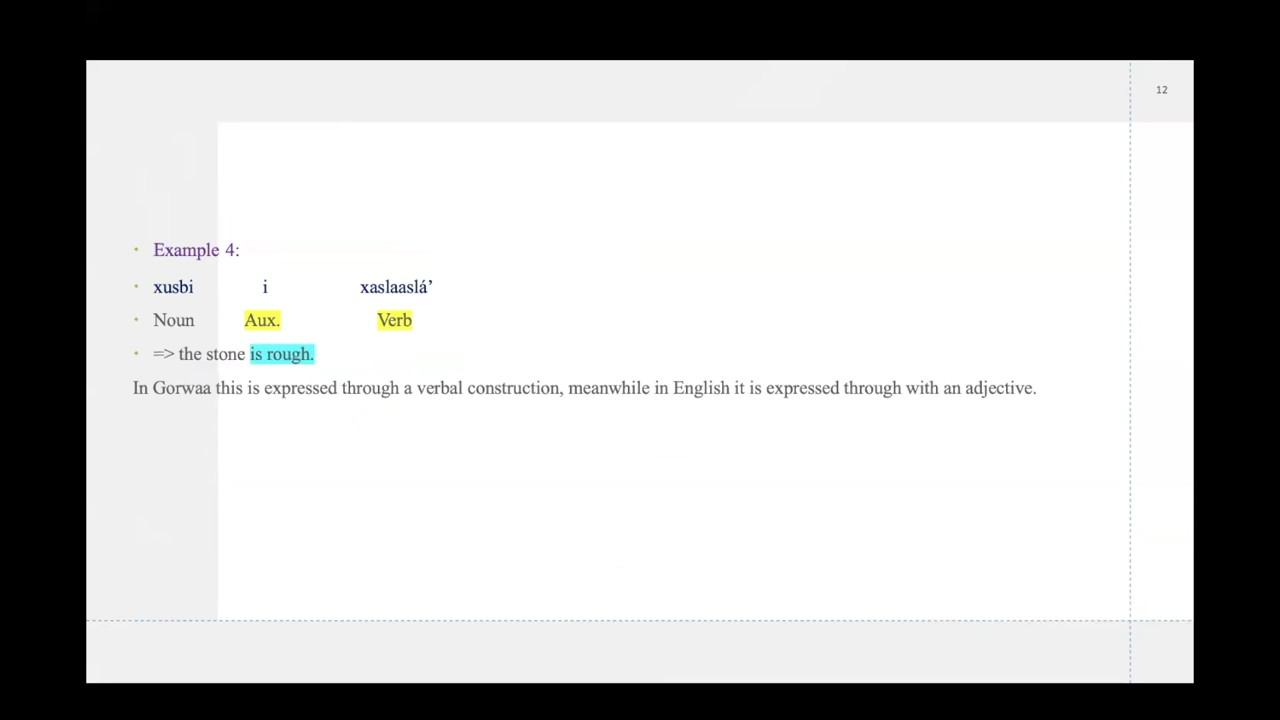 12
Example 4:
xusbi i xaslaaslá’
Noun Aux. Verb
=> the stone is rough.
In Gorwaa this is expressed through a verbal construction, meanwhile in English it is expressed through with an adjective.